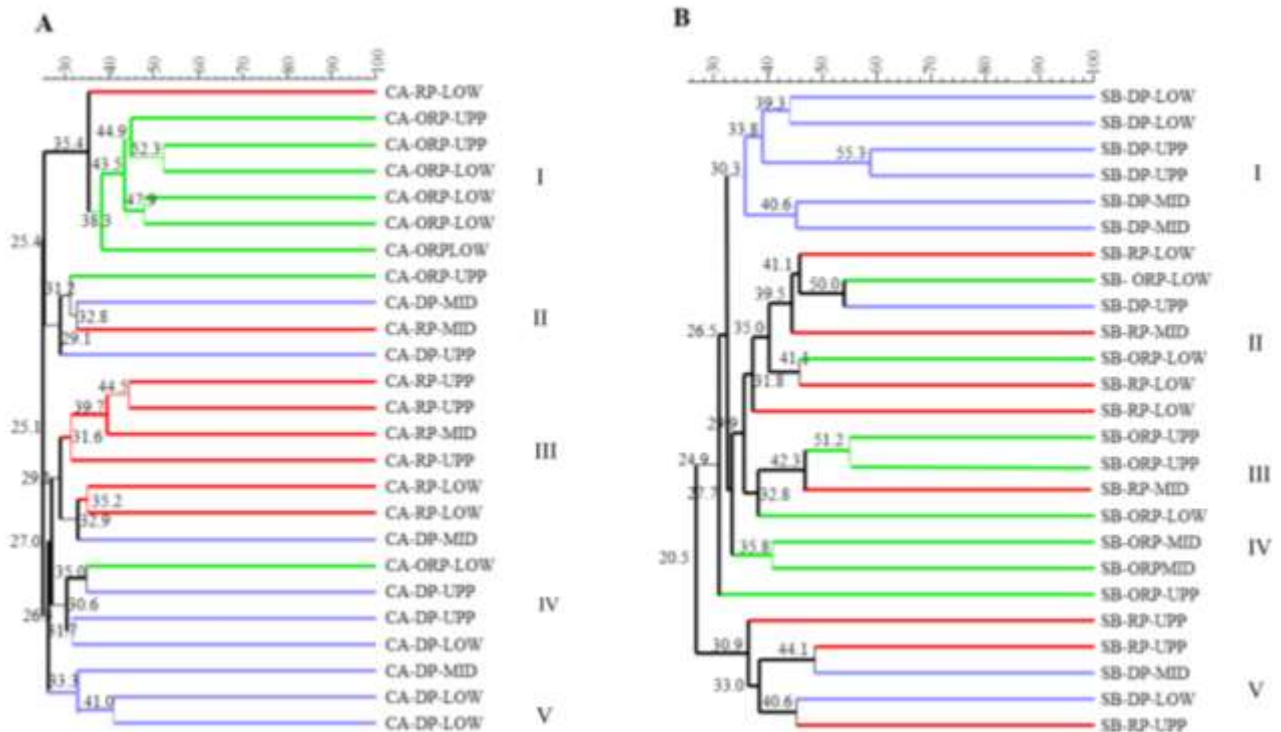 A
30 40 50 60 70 80 90 100
CA-RP-LOW
CA-ORP-UPP
44.9
CA-ORP-UPP
35.4
52.3
43.5
CA-ORP-LOW
I
47.9
CA-ORP-LOW
CA-ORP-LOW
38.3
25.4
CA-ORPLOW
CA-ORP-UPP
31.2
CA-DP-MID
32.8
II
CA-RP-MID
29.1
CA-DP-UPP
44.5
CA-RP-UPP
39.7
CA-RP-UPP
25.1
31.6
CA-RP-MID
III
CA-RP-UPP
CA-RP-LOW
35.2
CA-RP-LOW
32.9
CA-DP-MID
27.0
CA-ORP-LOW
35.0
CA-DP-UPP
30.6
IV
CA-DP-UPP
31.7
CA-DP-LOW
33.3
CA-DP-MID
41.0
CA-DP-LOW
V
CA-DP-LOW
B
30 40 50 60 70 80 90 100
SB-DP-LOW
39.3
SB-DP-LOW
33.8
SB-DP-UPP
55.3
30.3
SB-DP-UPP
I
40.6
SB-DP-MID
SB-DP-MID
41.1
SB-RP-LOW
50.0
SB- ORP-LOW
39.5
SB-DP-UPP
26.5
35.0
SB-RP-MID
II
41.4
SB-ORP-LOW
31.8
SB-RP-LOW
SB-RP-LOW
51.2
SB-ORP-UPP
24.9
42.3
SB-ORP-UPP
III
27.7
32.8
SB-RP-MID
SB-ORP-LOW
35.8
SB-ORP-MID
IV
20.5
SB-ORPMID
SB-ORP-UPP
SB-RP-UPP
30.9
44.1
SB-RP-UPP
SB-DP-MID
33.0
V
40.6
SB-DP-LOW
SB-RP-UPP